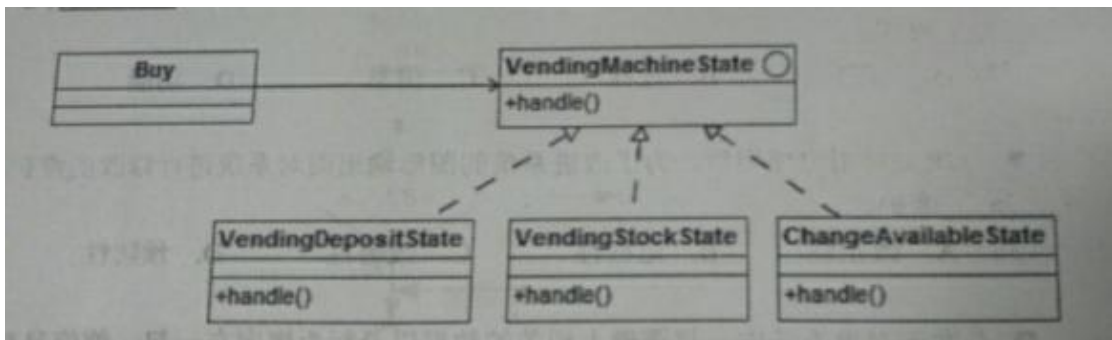 Buy
VendingMachineState
+handle()
VendingDepositState
+handle()
VendingStockState
+handle()
ChangeAvailableState
+handle()